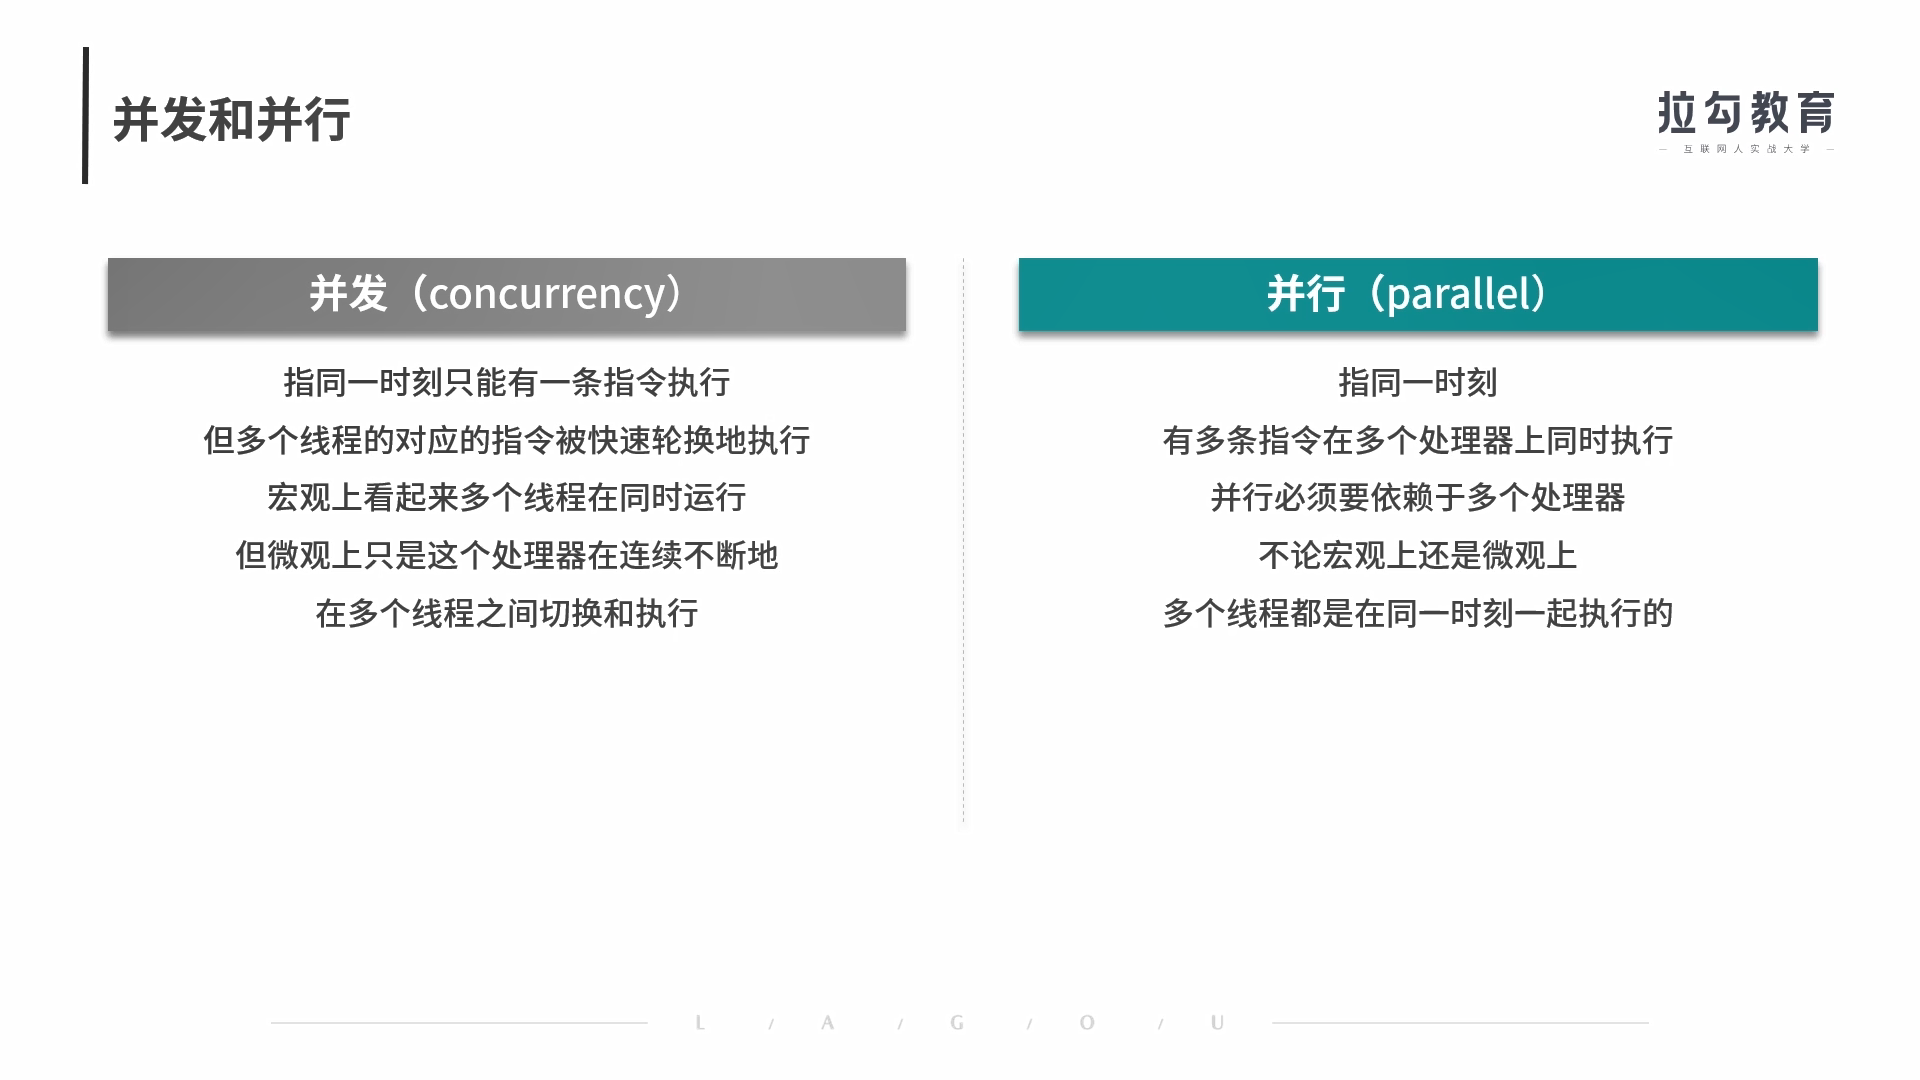 并发和并行
拉勾教育
— 互联网人实战大学 —
并发（concurrency）
指同一时刻只能有一条指令执行
但多个线程的对应的指令被快速轮换地执行
宏观上看起来多个线程在同时运行
但微观上只是这个处理器在连续不断地
在多个线程之间切换和执行
并行（parallel）
指同一时刻
有多条指令在多个处理器上同时执行
并行必须要依赖于多个处理器
不论宏观上还是微观上
多个线程都是在同一时刻一起执行的
L / A / G / O / U